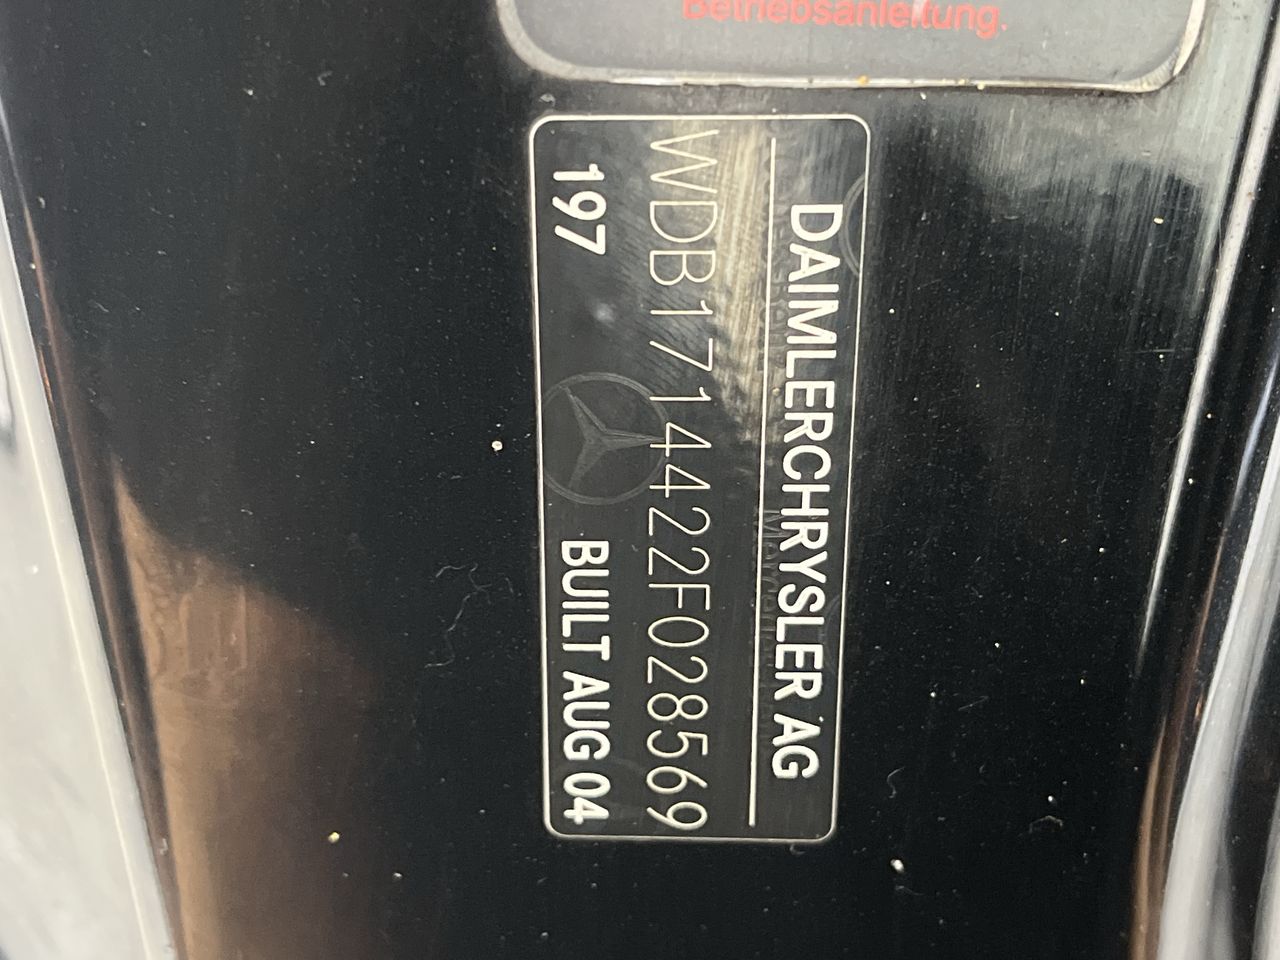 Betriebsanleitung.
DAIMLERCHRYSLER AG
WDB1714422F028569
197 BUILT AUG 04